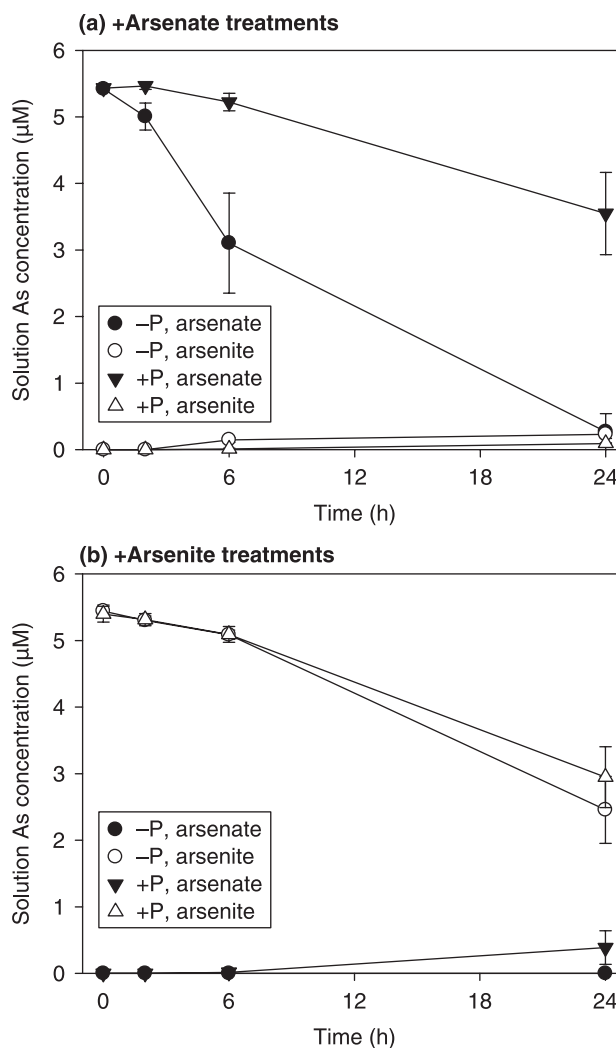 (a) +Arsenate treatments
6
5
4
3
2
1
0
Solution As concentration (µM)
–P, arsenate
–P, arsenite
+P, arsenate
+P, arsenite
0 6 12 18 24
Time (h)
(b) +Arsenite treatments
6
5
4
3
2
1
0
Solution As concentration (µM)
–P, arsenate
–P, arsenite
+P, arsenate
+P, arsenite
0 6 12 18 24
Time (h)